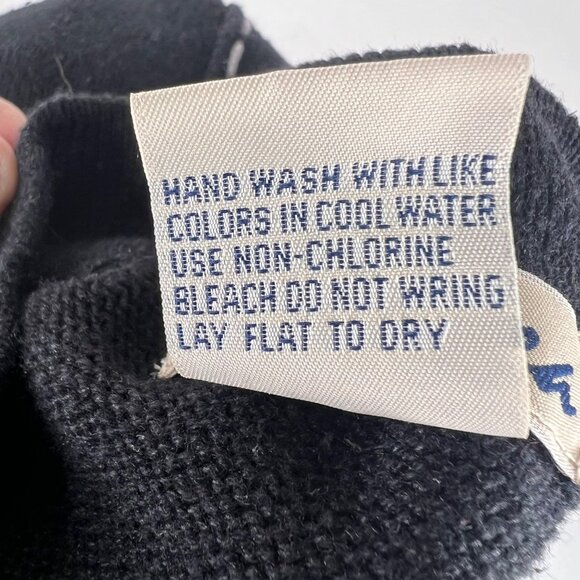 HAND WASH WITH LIKE
COLORS IN COOL WATER
USE NON-CHLORINE
BLEACH DO NOT WRING
LAY FLAT TO DRY